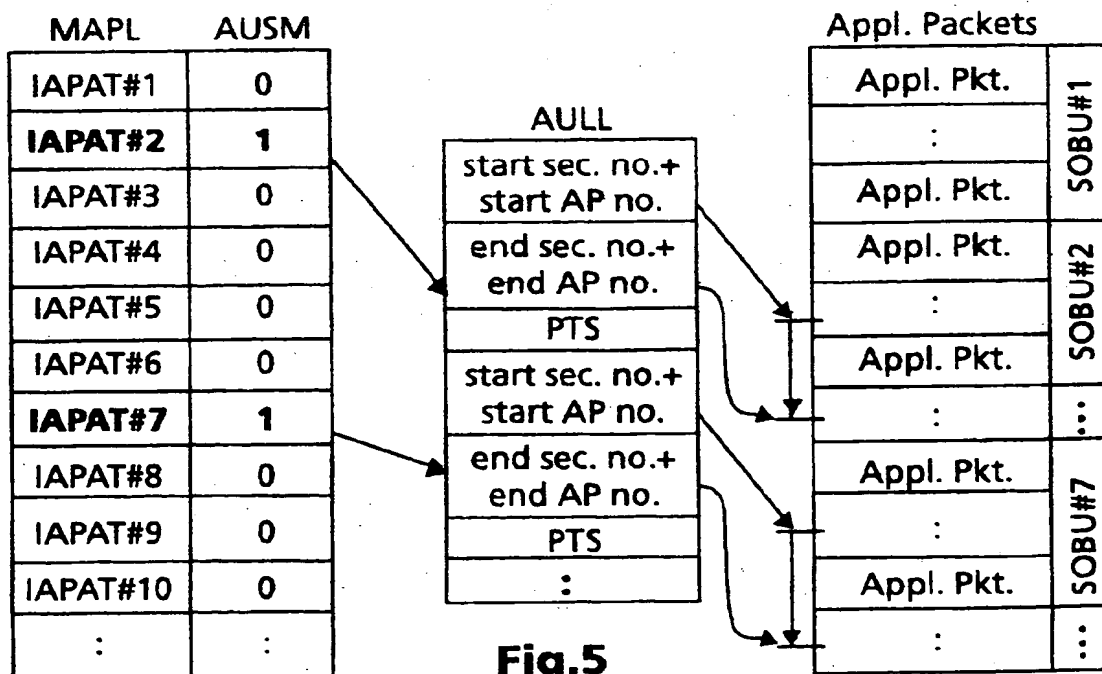 MAPL AUSM
IAPAT#1 0
IAPAT#2 1
IAPAT#3 0
IAPAT#4 0
IAPAT#5 0
IAPAT#6 0
IAPAT#7 1
IAPAT#8 0
IAPAT#9 0
IAPAT#10 0
: :
AULL
start sec. no.+
start AP no.
end sec. no.+
end AP no.
PTS
start sec. no.+
start AP no.
end sec. no.+
end AP no.
PTS
:
Appl. Packets
Appl. Pkt.
:
Appl. Pkt.
SOBU#1
Appl. Pkt.
:
Appl. Pkt.
SOBU#2
:
...
Appl. Pkt.
:
Appl. Pkt.
SOBU#7
:
...
Fig.5